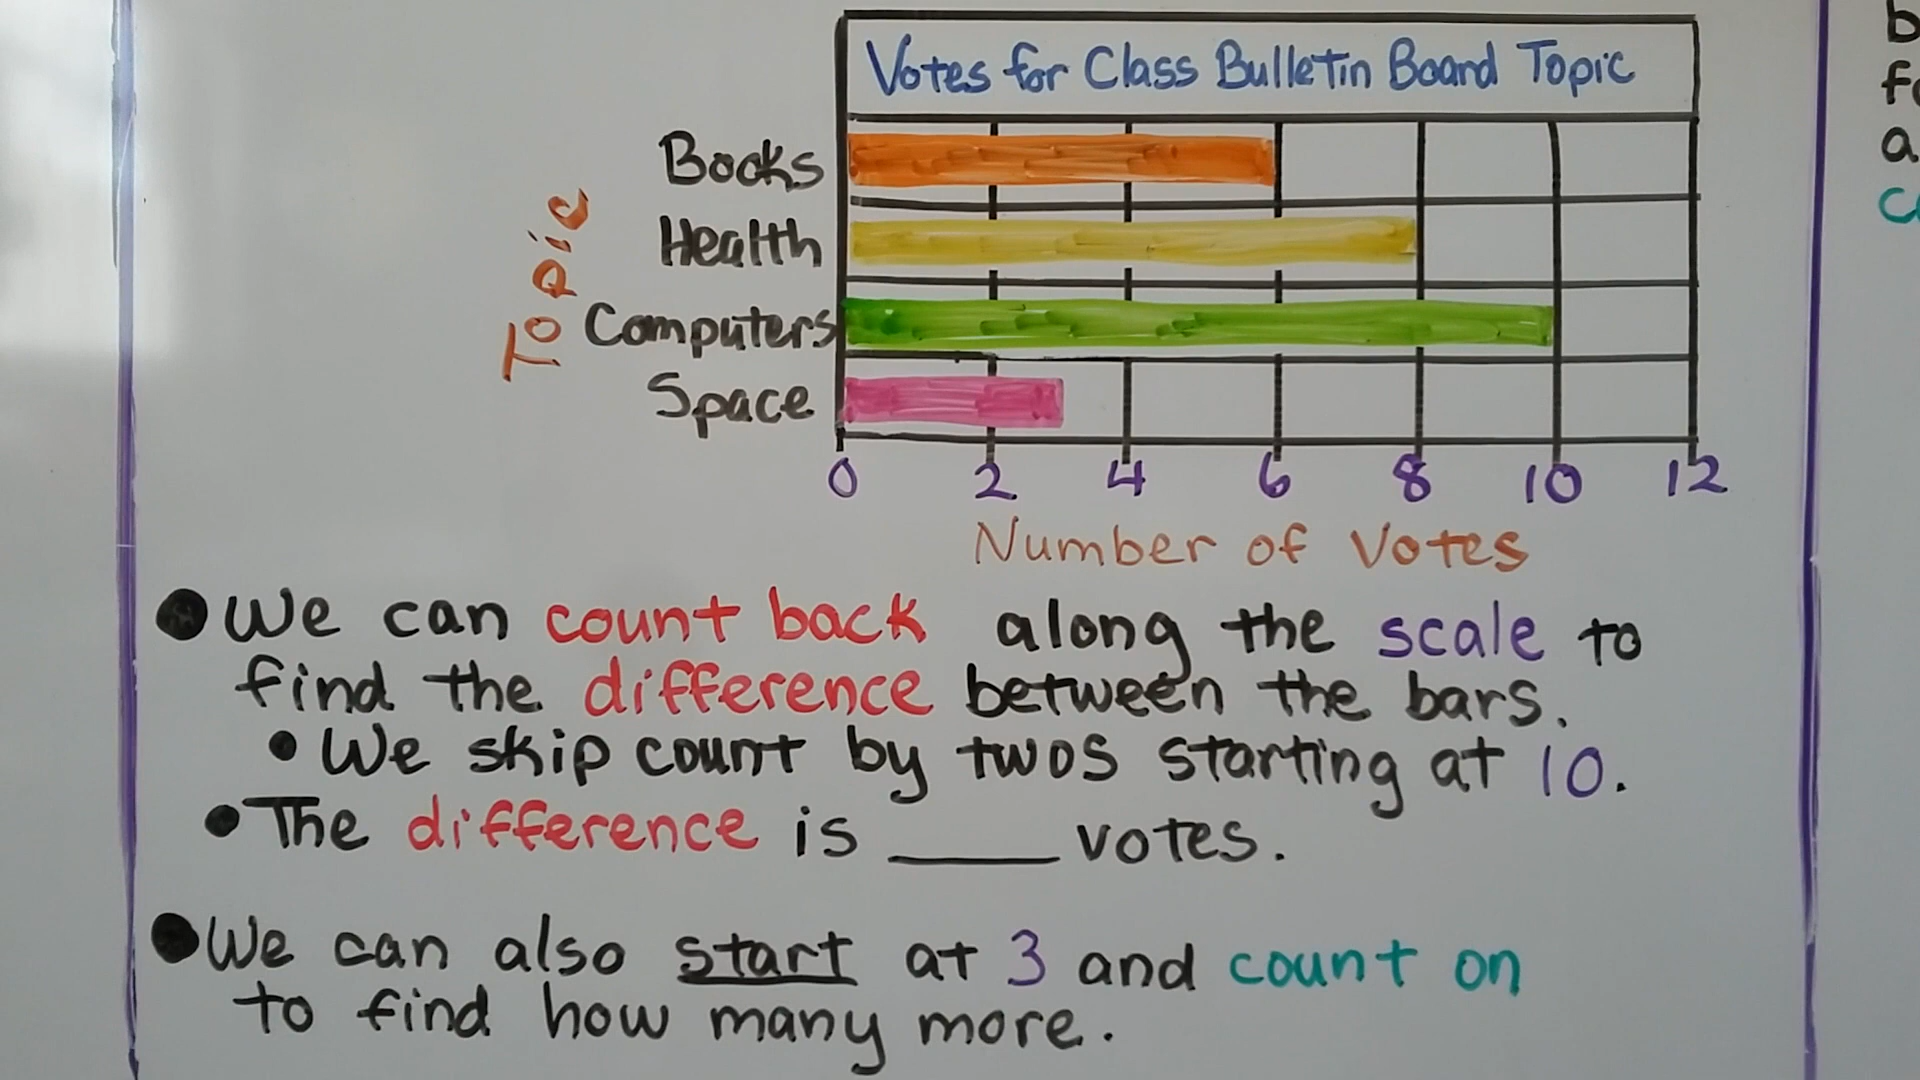 Votes for Class Bulletin Board Topic
Topic
Books
Health
Computers
Space
0 2 4 6 8 10 12
Number of Votes
We can count back along the scale to
find the difference between the bars.
We skip count by twos starting at 10.
The difference is ____ votes.
We can also start at 3 and count on
to find how many more.